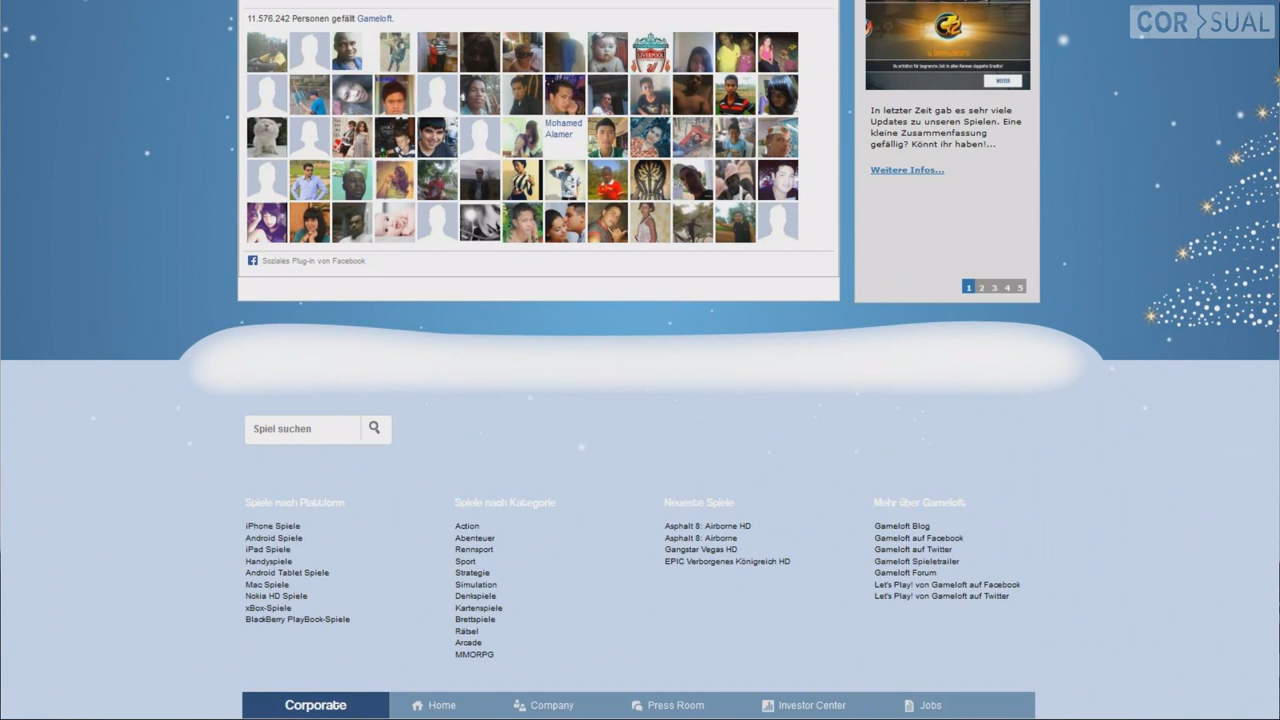 COR SUAL
11.576.242 Personen gefällt Gameloft.
LIVERPOOL
Mohamed
Alamer
Soziales Plug-in von Facebook
WEITER
In letzter Zeit gab es sehr viele
Updates zu unseren Spielen. Eine
kleine Zusammenfassung
gefällig? Könnt ihr haben!...
Weitere Infos...
1 2 3 4 5
Spiel suchen
Spiele nach Plattform
iPhone Spiele
Android Spiele
iPad Spiele
Handyspiele
Android Tablet Spiele
Mac Spiele
Nokia HD Spiele
xBox-Spiele
BlackBerry PlayBook-Spiele
Spiele nach Kategorie
Action
Abenteuer
Rennsport
Sport
Strategie
Simulation
Denkspiele
Kartenspiele
Brettspiele
Rätsel
Arcade
MMORPG
Neueste Spiele
Asphalt 8: Airborne HD
Asphalt 8: Airborne
Gangstar Vegas HD
EPIC Verborgenes Königreich HD
Mehr über Gameloft
Gameloft Blog
Gameloft auf Facebook
Gameloft auf Twitter
Gameloft Spieletrailer
Gameloft Forum
Let's Play! von Gameloft auf Facebook
Let's Play! von Gameloft auf Twitter
Corporate Home Company Press Room Investor Center Jobs